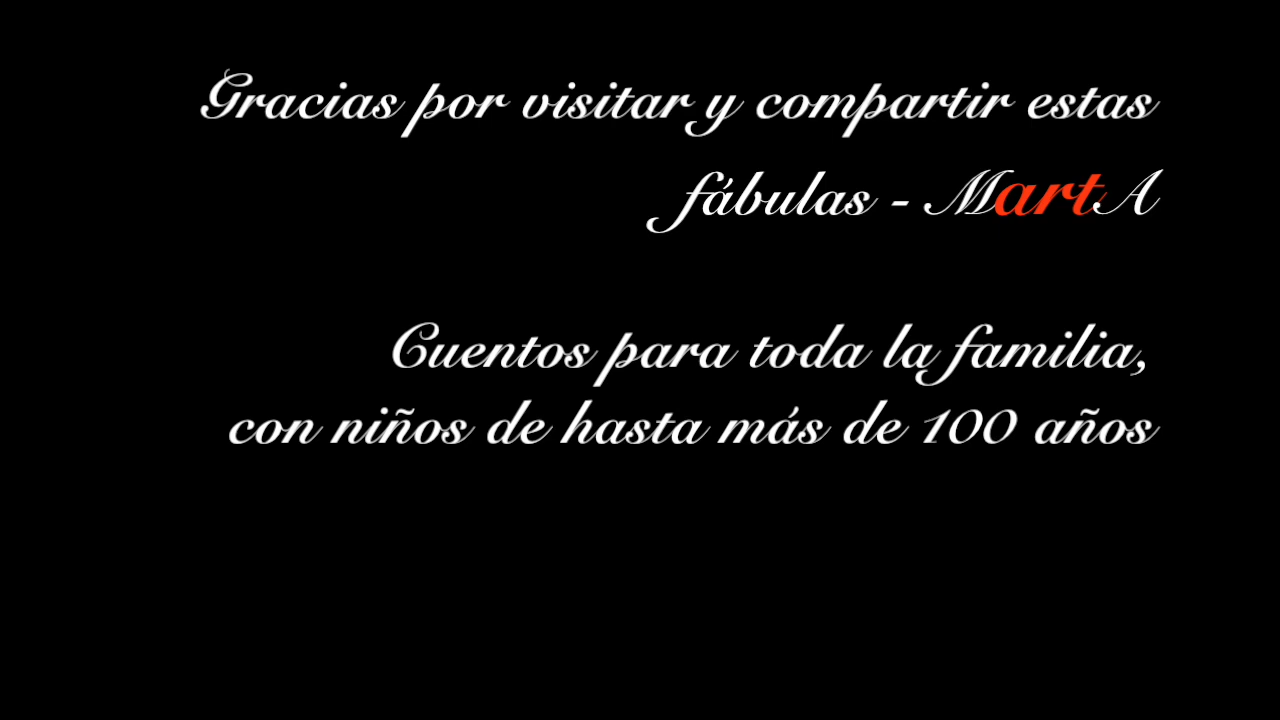 Gracias por visitar y compartir estas
fábulas - MartA
Cuentos para toda la familia,
con niños de hasta más de 100 años